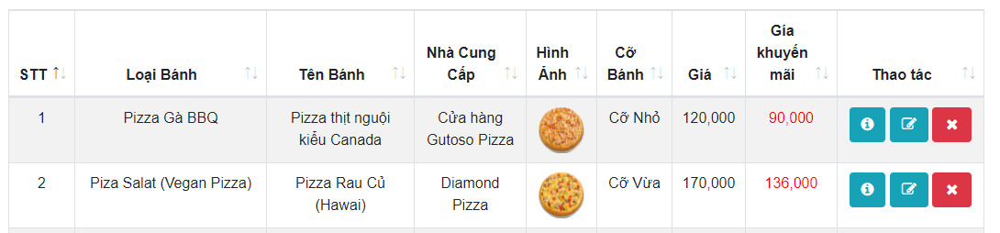 STT
Loại Bánh
Tên Bánh
Nhà Cung
Cấp
Hình
Ảnh
Cỡ
Bánh
Giá
Gía
khuyến
mãi
Thao tác
1
Pizza Gà BBQ
Pizza thịt nguội
kiểu Canada
Cửa hàng
Gutoso Pizza
Cỡ Nhỏ
120,000
90,000
2
Piza Salat (Vegan Pizza)
Pizza Rau Củ
(Hawai)
Diamond
Pizza
Cỡ Vừa
170,000
136,000